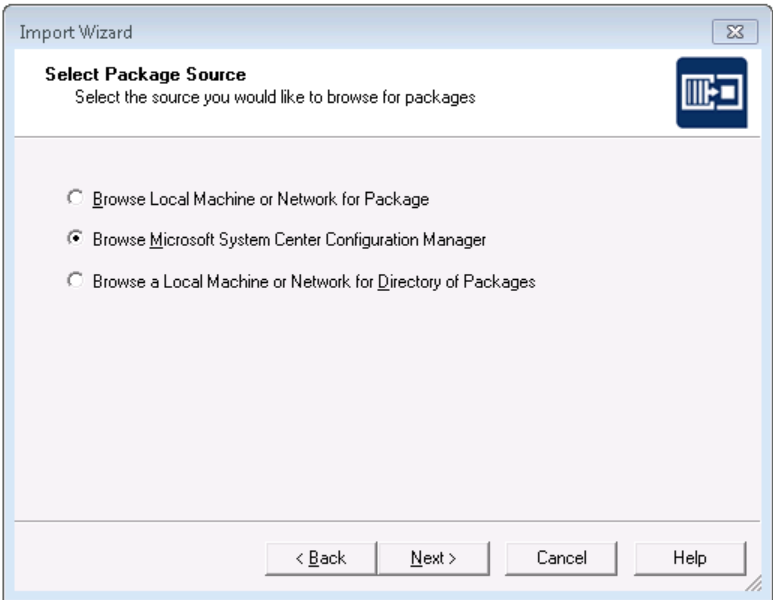 Import Wizard
Select Package Source
Select the source you would like to browse for packages
Browse Local Machine or Network for Package
Browse Microsoft System Center Configuration Manager
Browse a Local Machine or Network for Directory of Packages
< Back Next > Cancel Help